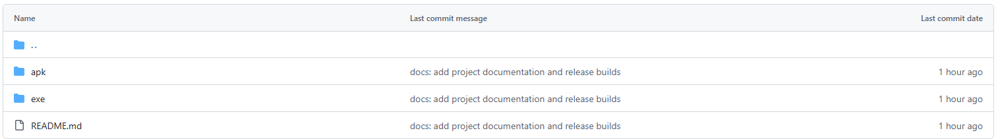 Name Last commit message Last commit date
..
apk docs: add project documentation and release builds 1 hour ago
exe docs: add project documentation and release builds 1 hour ago
README.md docs: add project documentation and release builds 1 hour ago